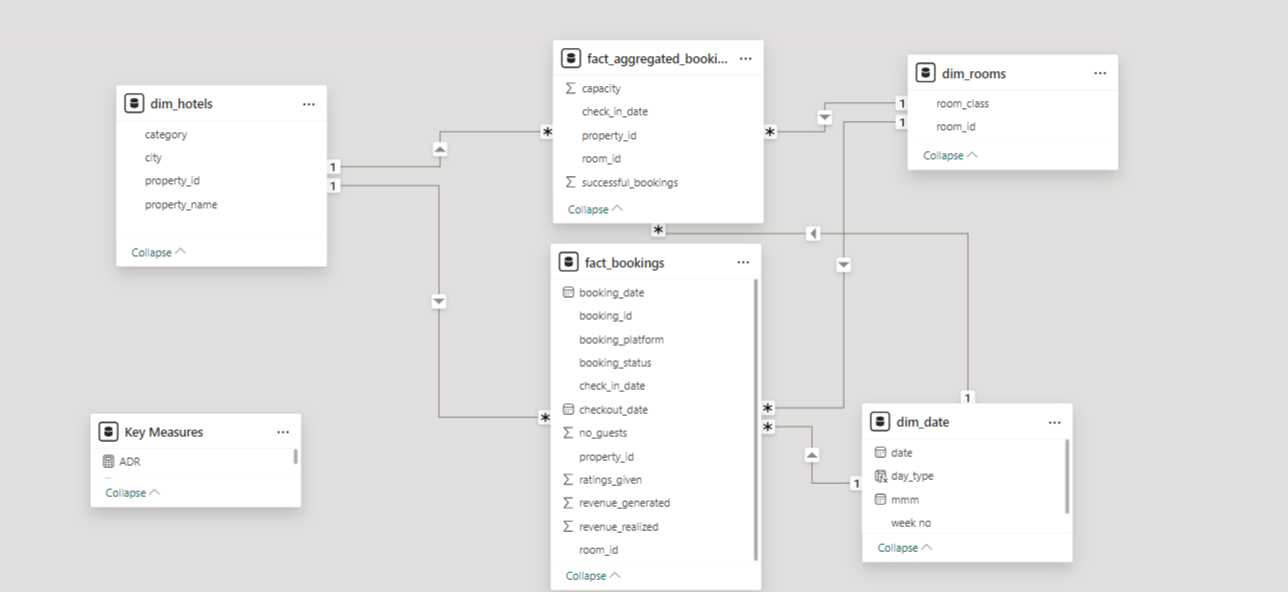 dim_hotels
category
city
property_id
property_name
Collapse
fact_aggregated_booki...
capacity
check_in_date
property_id
room_id
successful_bookings
Collapse
dim_rooms
room_class
room_id
Collapse
1
1
*
*
1
1
*
fact_bookings
booking_date
booking_id
booking_platform
booking_status
check_in_date
checkout_date
no_guests
property_id
ratings_given
revenue_generated
revenue_realized
room_id
Collapse
*
*
*
1
1
Key Measures
ADR
Collapse
dim_date
date
day_type
mmm
week no
Collapse